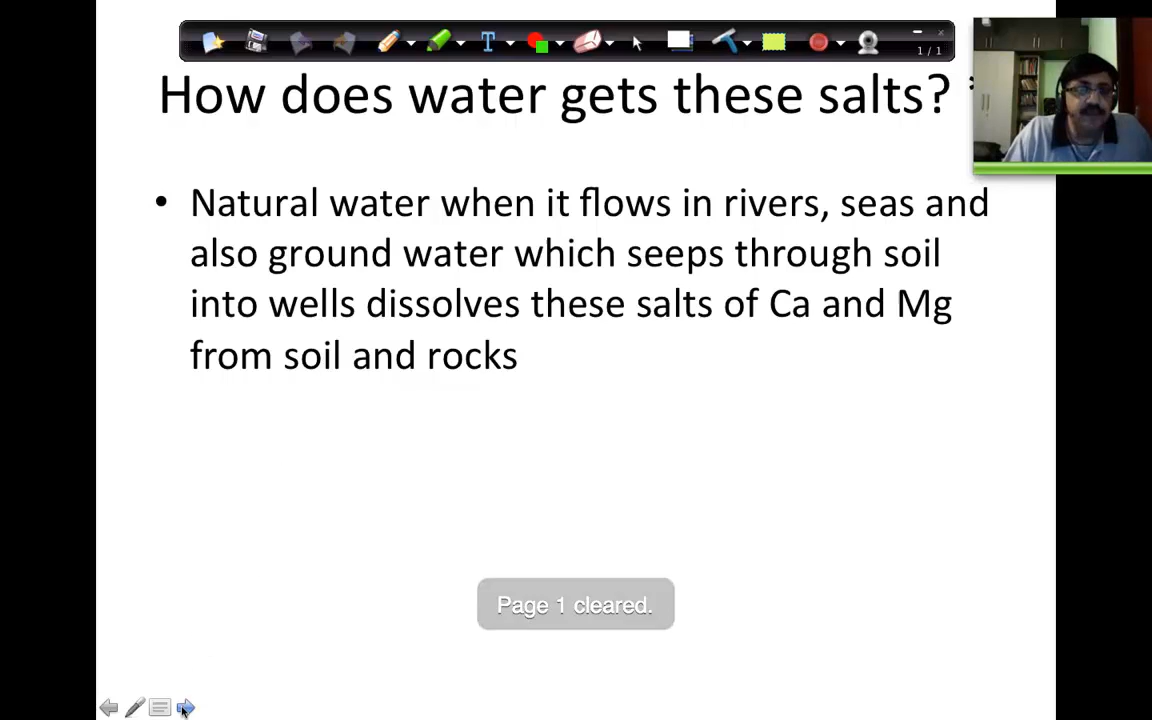 1 / 1
How does water gets these salts? *
• Natural water when it flows in rivers, seas and
also ground water which seeps through soil
into wells dissolves these salts of Ca and Mg
from soil and rocks
Page 1 cleared.